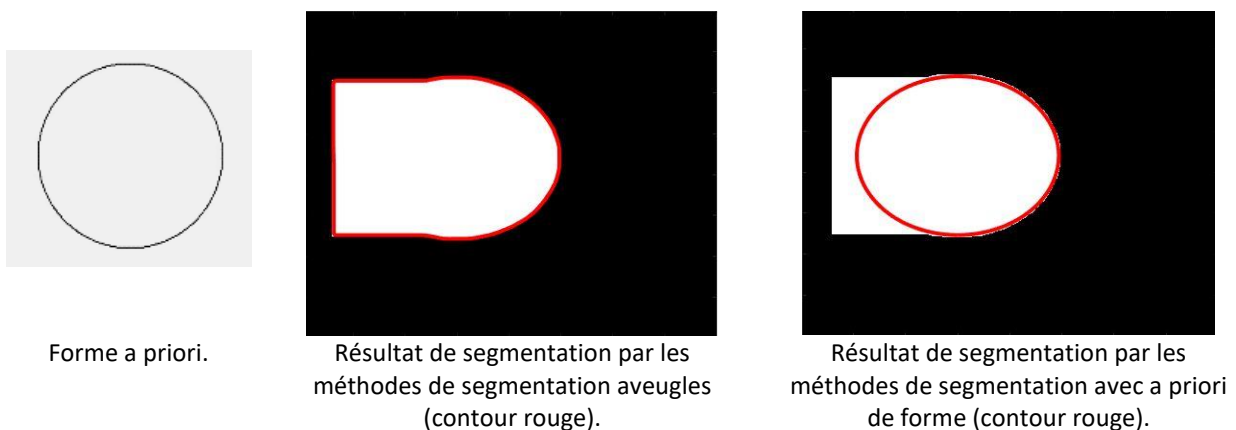 Forme a priori.
Résultat de segmentation par les
méthodes de segmentation aveugles
(contour rouge).
Résultat de segmentation par les
méthodes de segmentation avec a priori
de forme (contour rouge).